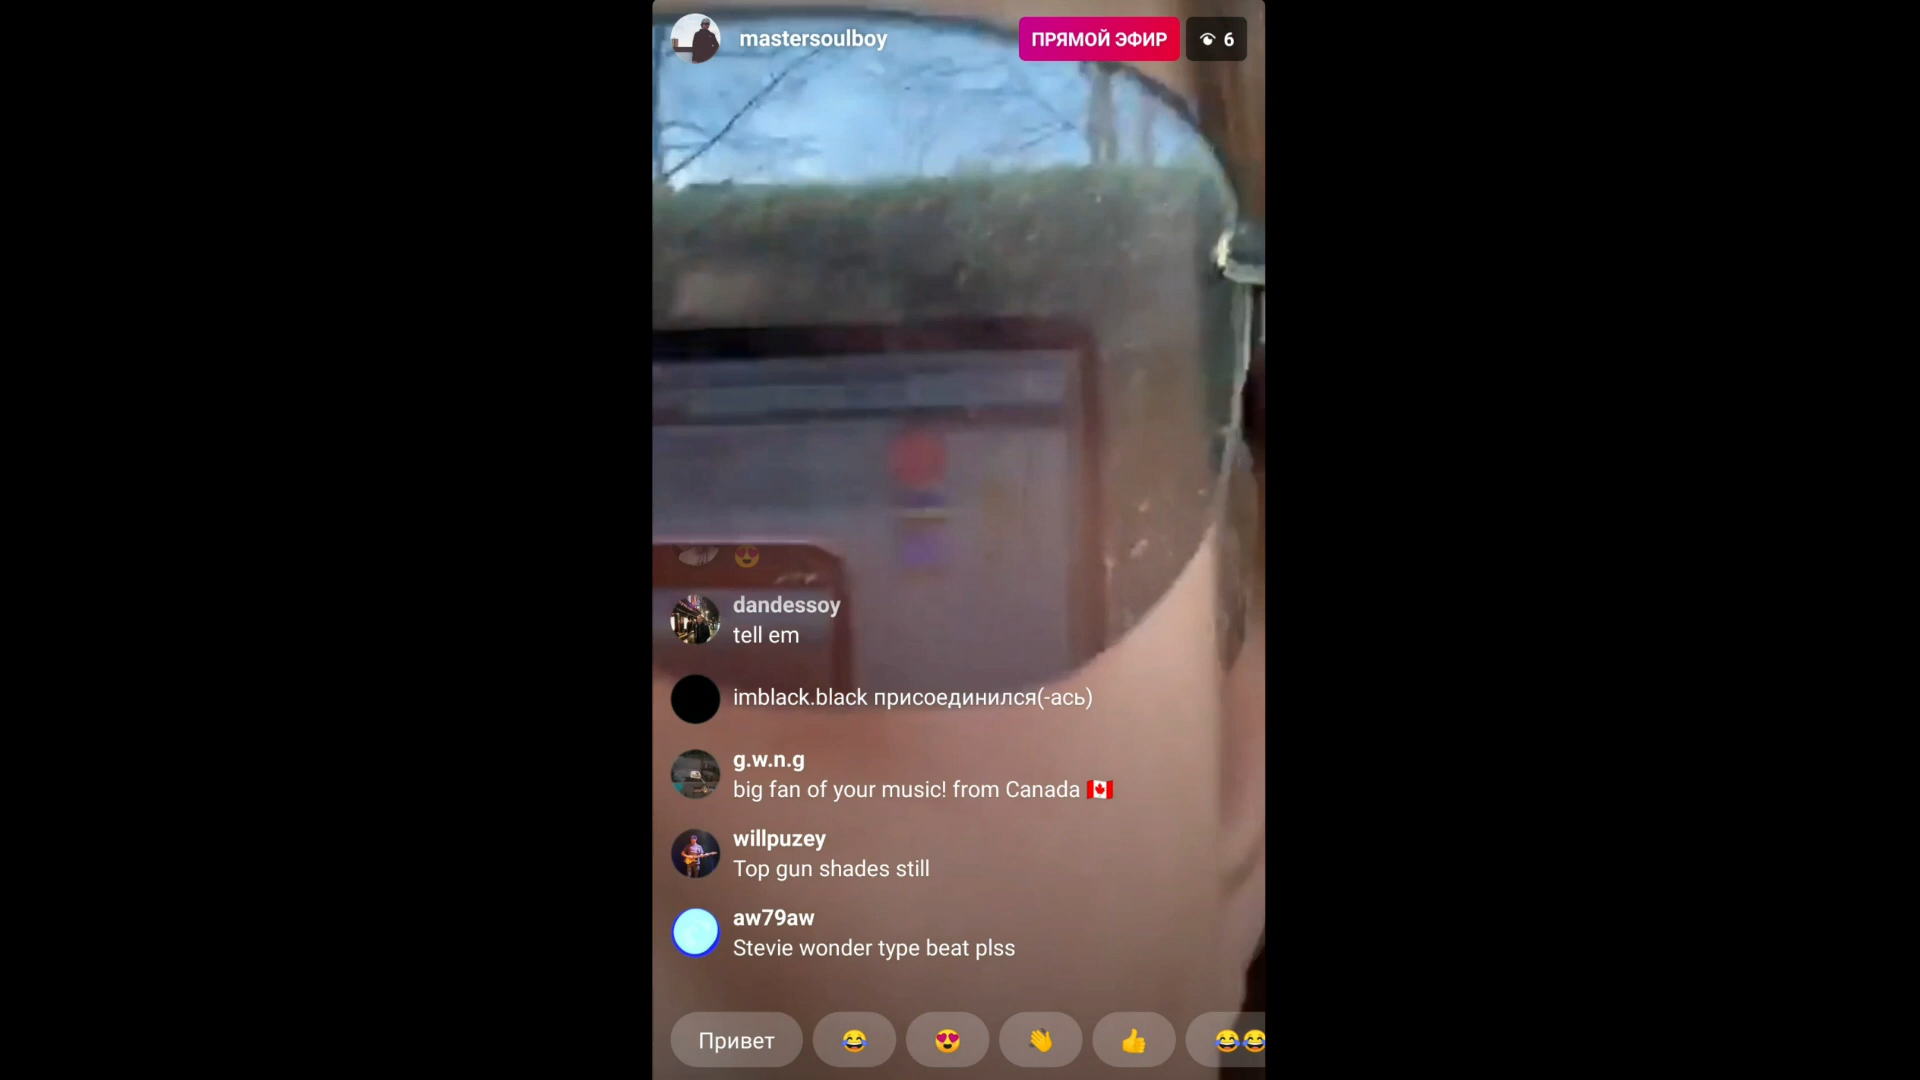 mastersoulboy
ПРЯМОЙ ЭФИР
6
dandessoy
tell em
imblack.black присоединился(-ась)
g.w.n.g
big fan of your music! from Canada 🇨🇦
willpuzey
Top gun shades still
aw79aw
Stevie wonder type beat plss
Привет